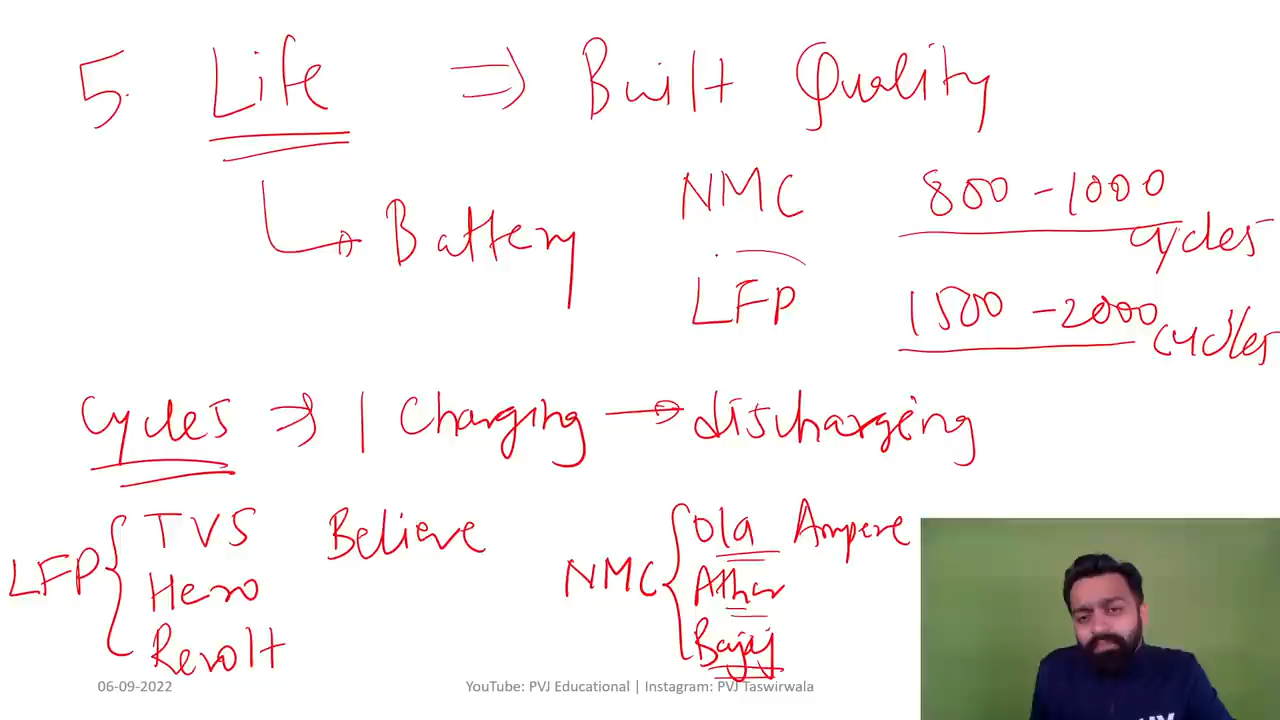 5. Life ⇒ Built Quality
NMC 800 - 1000 cycles
↳ Battery
LFP 1500 - 2000 cycles
Cycles ⇒ 1 Charging → discharging
LFP { TVS Believe
Hero
Revolt
NMC { Ola Ampere
Athar
Bajaj
06-09-2022 YouTube: PVJ Educational | Instagram: PVJ Taswirwala